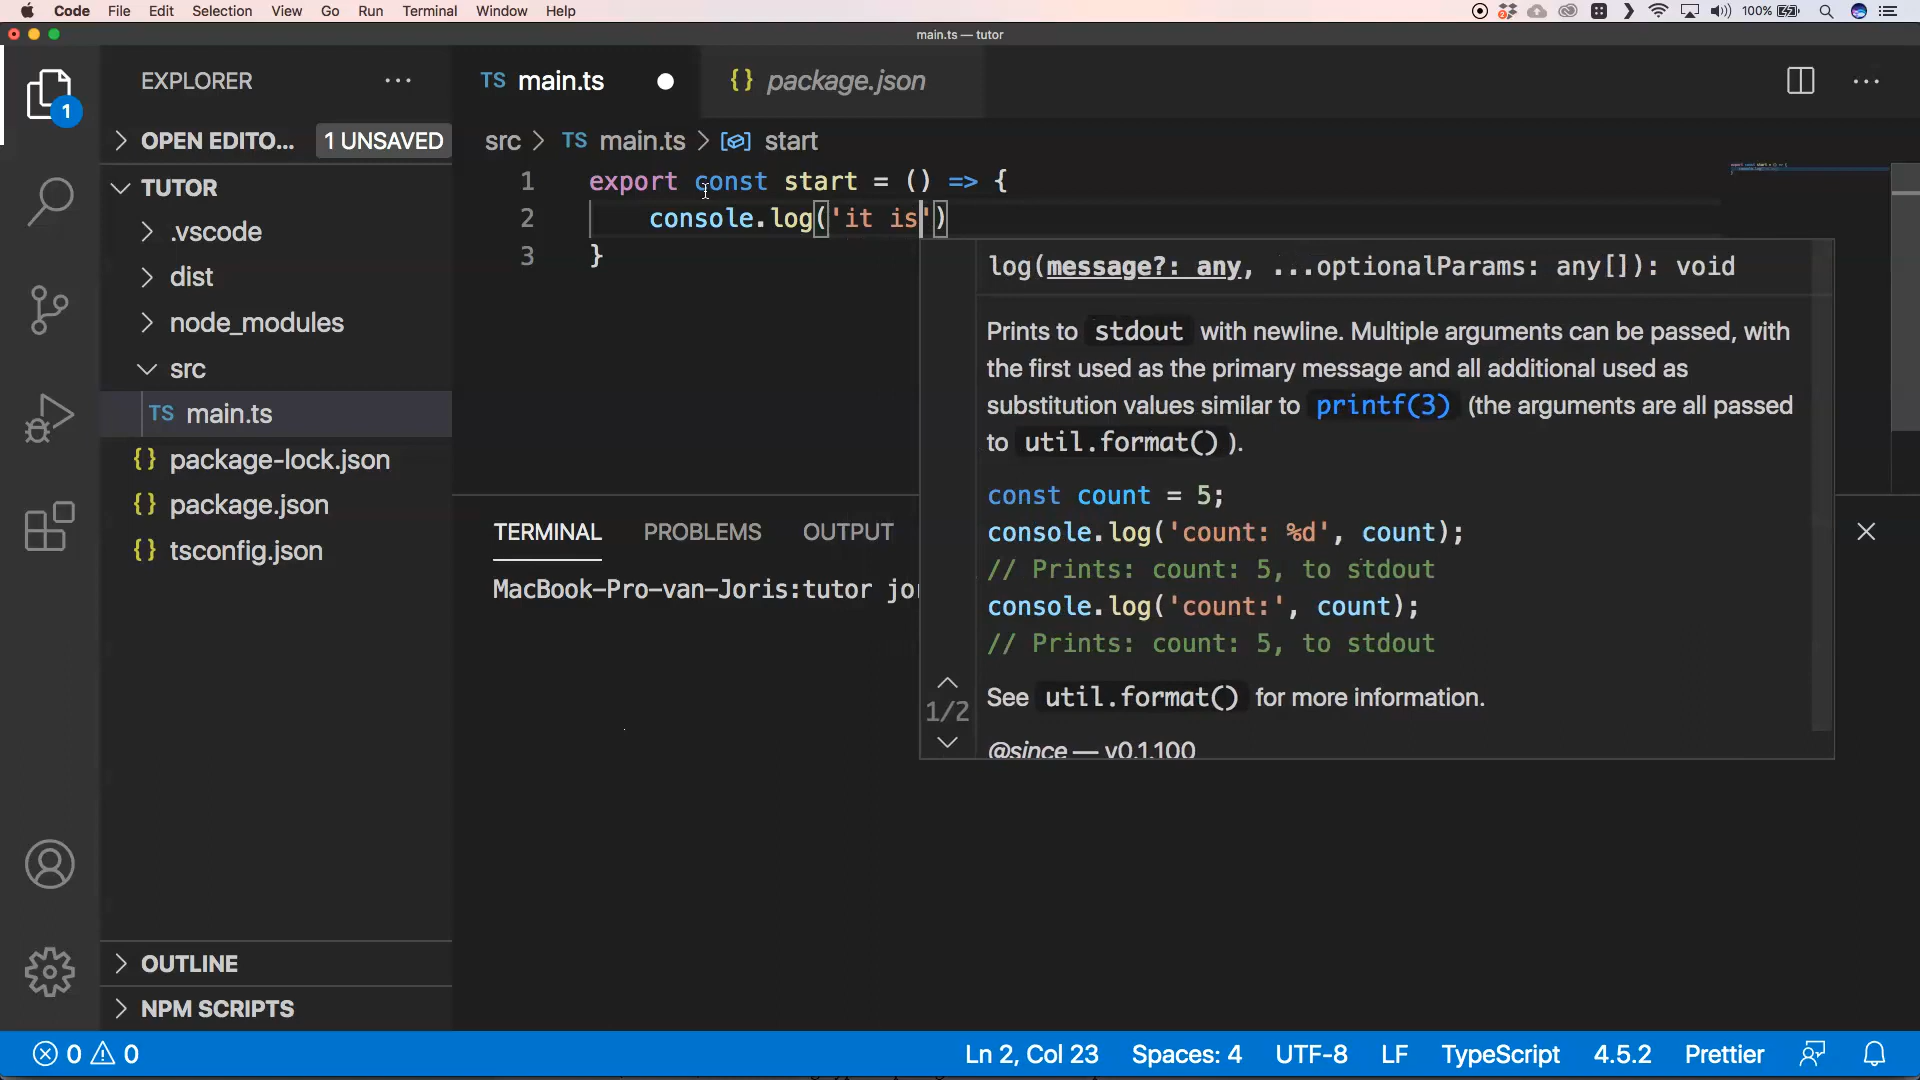 Code File Edit Selection View Go Run Terminal Window Help 100%
main.ts — tutor
EXPLORER ···
OPEN EDITO... 1 UNSAVED
TUTOR
.vscode
dist
node_modules
src
TS main.ts
{} package-lock.json
{} package.json
{} tsconfig.json
OUTLINE
NPM SCRIPTS
1
TS main.ts
{} package.json
src > TS main.ts > start
1 export const start = () => {
2 console.log('it is')
3 }
log(message?: any, ...optionalParams: any[]): void
Prints to stdout with newline. Multiple arguments can be passed, with
the first used as the primary message and all additional used as
substitution values similar to printf(3) (the arguments are all passed
to util.format() ).
const count = 5;
console.log('count: %d', count);
// Prints: count: 5, to stdout
console.log('count:', count);
// Prints: count: 5, to stdout
See util.format() for more information.
@since — v0.1.100
1/2
TERMINAL PROBLEMS OUTPUT
MacBook-Pro-van-Joris:tutor
0 0 Ln 2, Col 23 Spaces: 4 UTF-8 LF TypeScript 4.5.2 Prettier